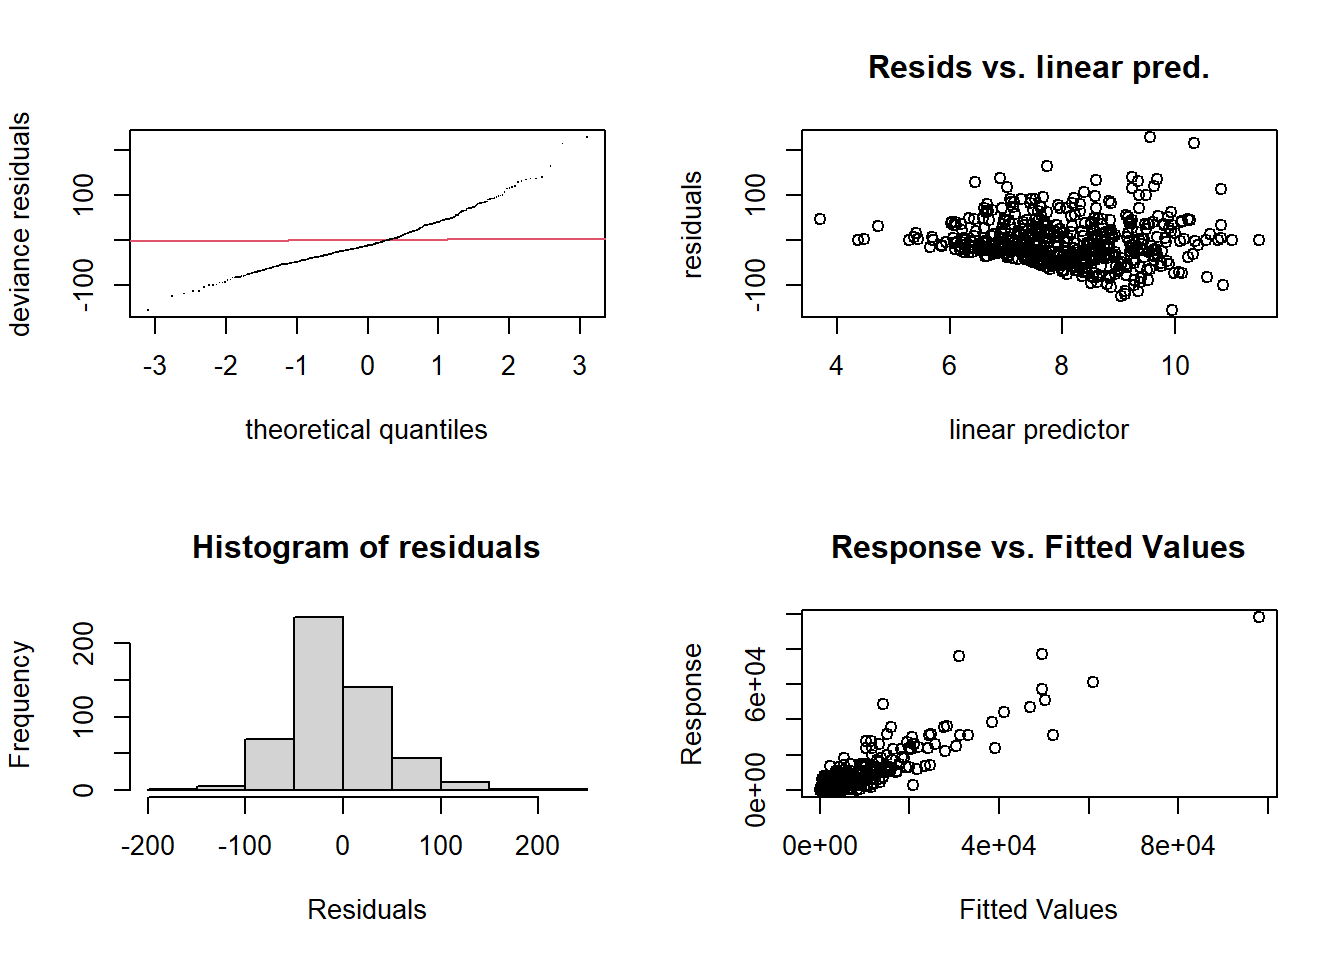 deviance residuals
100
-100
-3 -2 -1 0 1 2 3
theoretical quantiles
Resids vs. linear pred.
residuals
100
-100
4 6 8 10
linear predictor
Histogram of residuals
Frequency
200
100
0
-200 -100 0 100 200
Residuals
Response vs. Fitted Values
Response
6e+04
0e+00
0e+00 4e+04 8e+04
Fitted Values